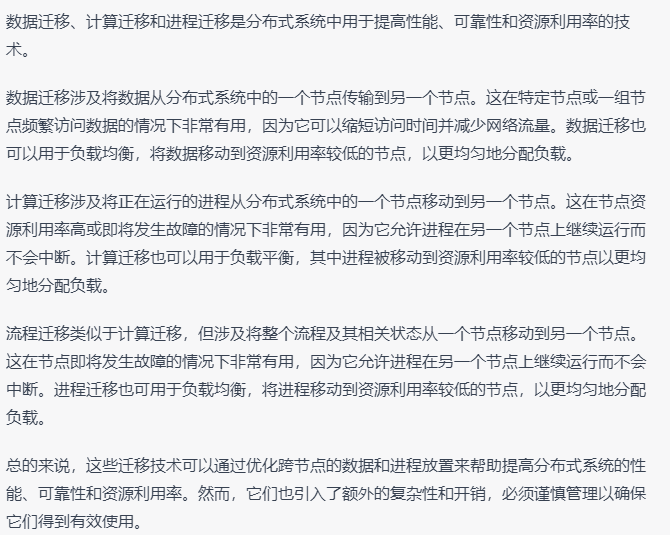 数据迁移、计算迁移和进程迁移是分布式系统中用于提高性能、可靠性和资源利用率的技
术。
数据迁移涉及将数据从分布式系统中的一个节点传输到另一个节点。这在特定节点或一组节
点频繁访问数据的情况下非常有用，因为它可以缩短访问时间并减少网络流量。数据迁移也
可以用于负载均衡，将数据移动到资源利用率较低的节点，以更均匀地分配负载。
计算迁移涉及将正在运行的进程从分布式系统中的一个节点移动到另一个节点。这在节点资
源利用率高或即将发生故障的情况下非常有用，因为它允许进程在另一个节点上继续运行而
不会中断。计算迁移也可以用于负载平衡，其中进程被移动到资源利用率较低的节点以更均
匀地分配负载。
流程迁移类似于计算迁移，但涉及将整个流程及其相关状态从一个节点移动到另一个节点。
这在节点即将发生故障的情况下非常有用，因为它允许进程在另一个节点上继续运行而不会
中断。进程迁移也可用于负载均衡，将进程移动到资源利用率较低的节点，以更均匀地分配
负载。
总的来说，这些迁移技术可以通过优化跨节点的数据和进程放置来帮助提高分布式系统的性
能、可靠性和资源利用率。然而，它们也引入了额外的复杂性和开销，必须谨慎管理以确保
它们得到有效使用。